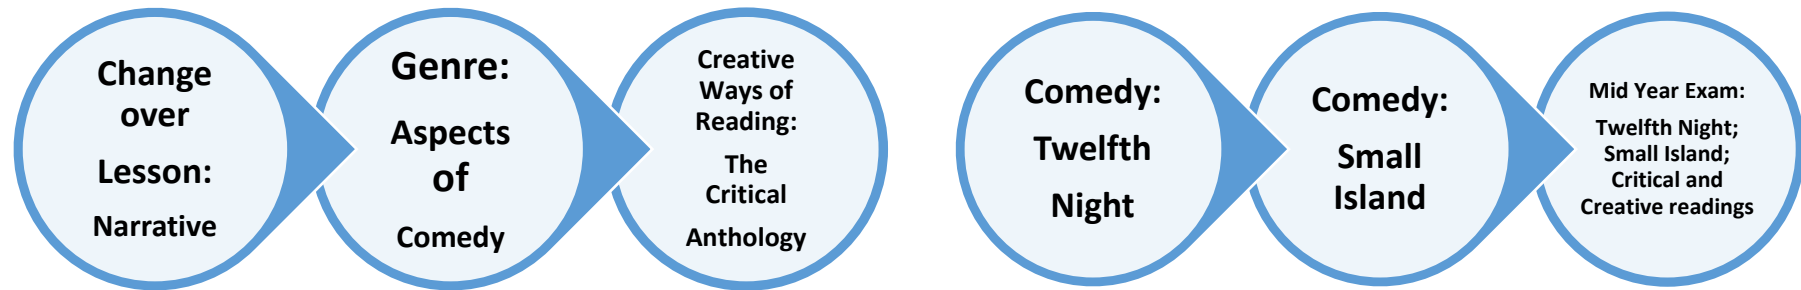 Change
over
Lesson:
Narrative
Genre:
Aspects
of
Comedy
Creative
Ways of
Reading:
The
Critical
Anthology
Comedy:
Twelfth
Night
Comedy:
Small
Island
Mid Year Exam:
Twelfth Night;
Small Island;
Critical and
Creative readings